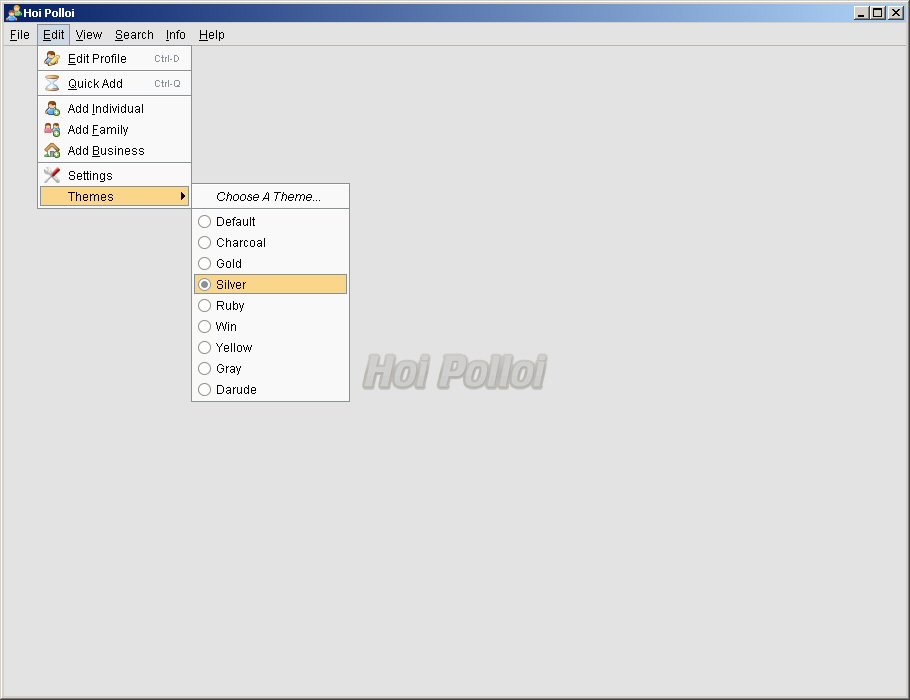 Hoi Polloi
File Edit View Search Info Help
Edit Profile Ctrl-D
Quick Add Ctrl-Q
Add Individual
Add Family
Add Business
Settings
Themes
Choose A Theme...
Default
Charcoal
Gold
Silver
Ruby
Win
Yellow
Gray
Darude
Hoi Polloi